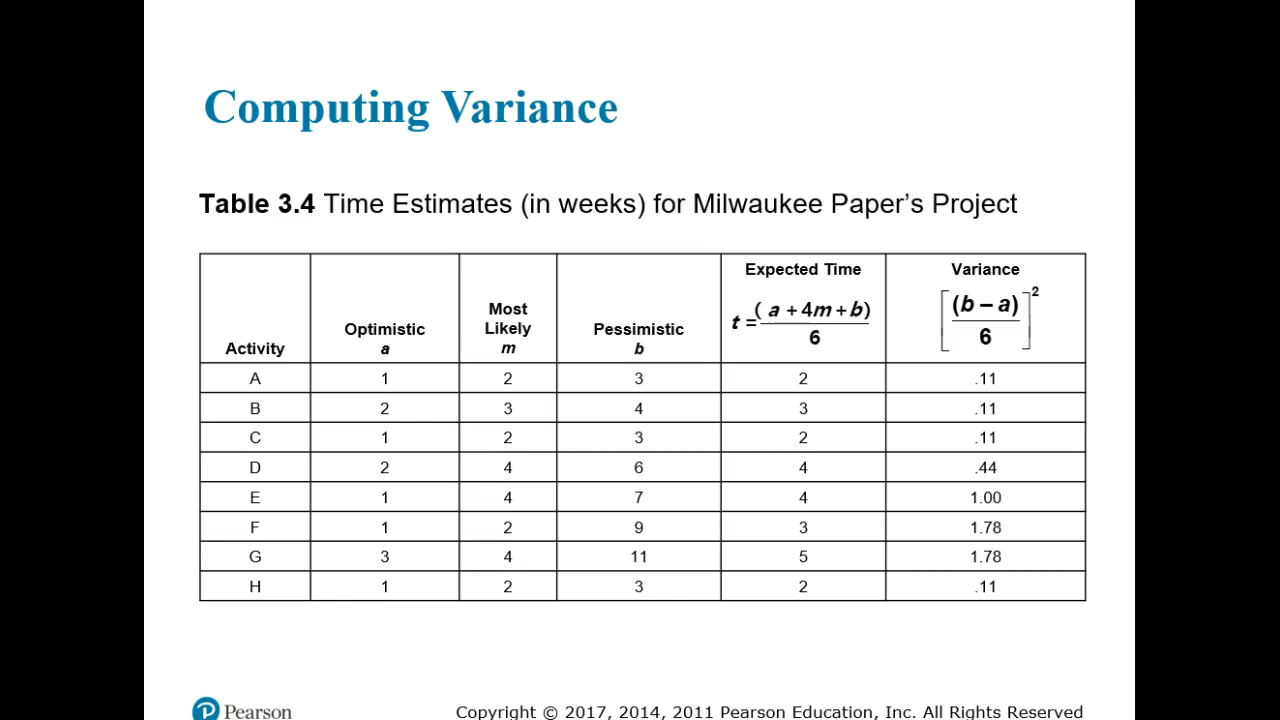 Computing Variance
Table 3.4 Time Estimates (in weeks) for Milwaukee Paper's Project
Activity Optimistic a Most Likely m Pessimistic b Expected Time t = ( a + 4m + b) / 6 Variance [(b – a) / 6]²
A 1 2 3 2 .11
B 2 3 4 3 .11
C 1 2 3 2 .11
D 2 4 6 4 .44
E 1 4 7 4 1.00
F 1 2 9 3 1.78
G 3 4 11 5 1.78
H 1 2 3 2 .11
P Pearson
Copyright © 2017, 2014, 2011 Pearson Education, Inc. All Rights Reserved